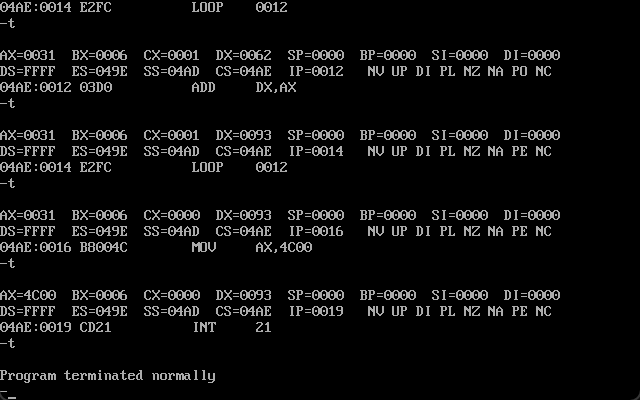 04AE:0014 E2FC          LOOP    0012
-t

AX=0031  BX=0006  CX=0001  DX=0062  SP=0000  BP=0000  SI=0000  DI=0000
DS=FFFF  ES=049E  SS=04AD  CS=04AE  IP=0012   NV UP DI PL NZ NA PO NC
04AE:0012 03D0          ADD     DX,AX
-t

AX=0031  BX=0006  CX=0001  DX=0093  SP=0000  BP=0000  SI=0000  DI=0000
DS=FFFF  ES=049E  SS=04AD  CS=04AE  IP=0014   NV UP DI PL NZ NA PE NC
04AE:0014 E2FC          LOOP    0012
-t

AX=0031  BX=0006  CX=0000  DX=0093  SP=0000  BP=0000  SI=0000  DI=0000
DS=FFFF  ES=049E  SS=04AD  CS=04AE  IP=0016   NV UP DI PL NZ NA PE NC
04AE:0016 B8004C        MOV     AX,4C00
-t

AX=4C00  BX=0006  CX=0000  DX=0093  SP=0000  BP=0000  SI=0000  DI=0000
DS=FFFF  ES=049E  SS=04AD  CS=04AE  IP=0019   NV UP DI PL NZ NA PE NC
04AE:0019 CD21          INT     21
-t

Program terminated normally
-_